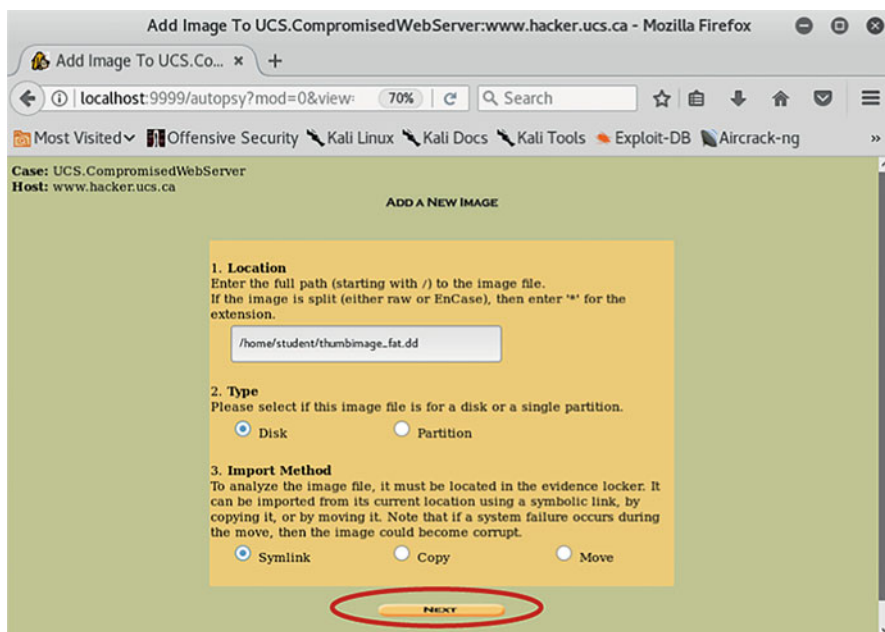 Add Image To UCS.CompromisedWebServer:www.hacker.ucs.ca - Mozilla Firefox
Add Image To UCS.Co... × +
localhost:9999/autopsy?mod=0&view= 70% Search
Most Visited Offensive Security Kali Linux Kali Docs Kali Tools Exploit-DB Aircrack-ng »
Case: UCS.CompromisedWebServer
Host: www.hacker.ucs.ca
ADD A NEW IMAGE
1. Location
Enter the full path (starting with /) to the image file.
If the image is split (either raw or EnCase), then enter '*' for the
extension.
/home/student/thumbimage_fat.dd
2. Type
Please select if this image file is for a disk or a single partition.
Disk Partition
3. Import Method
To analyze the image file, it must be located in the evidence locker. It
can be imported from its current location using a symbolic link, by
copying it, or by moving it. Note that if a system failure occurs during
the move, then the image could become corrupt.
Symlink Copy Move
NEXT